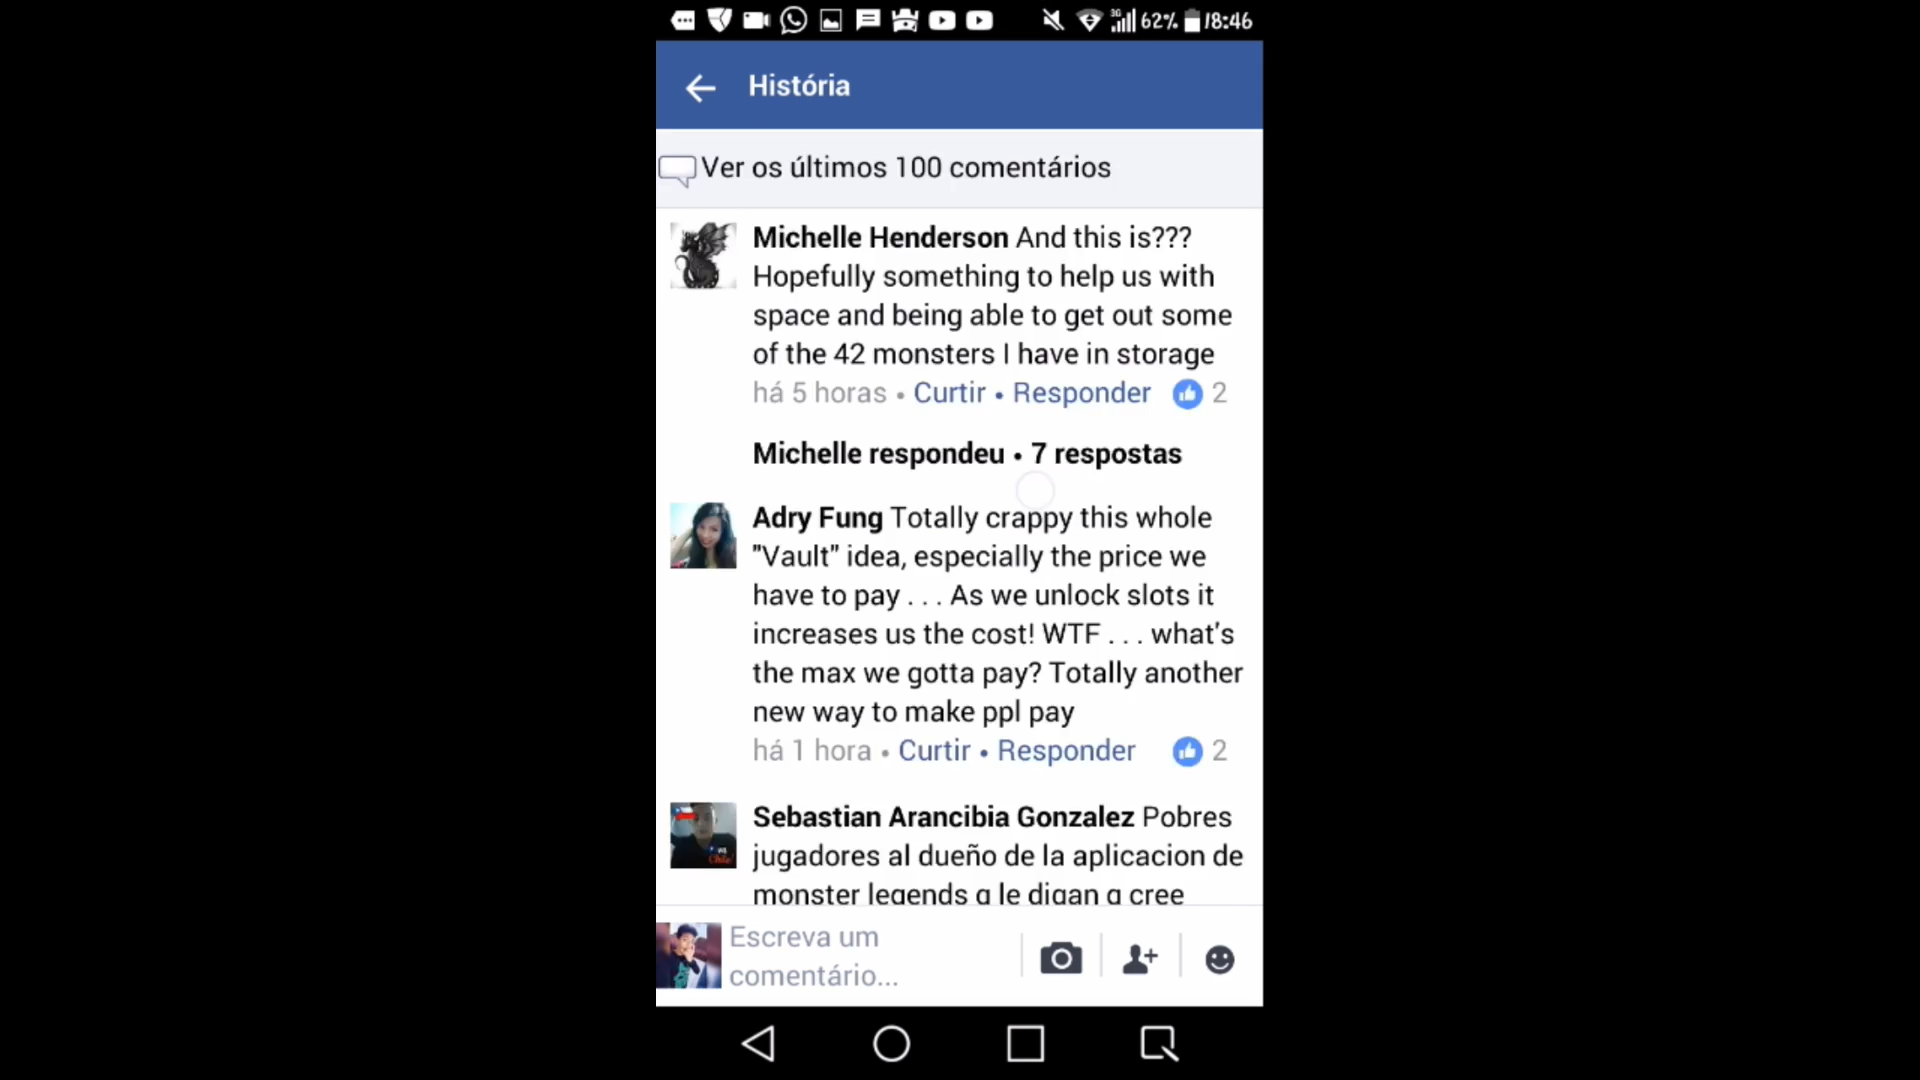 3G 62% 18:46
História
Ver os últimos 100 comentários
Michelle Henderson And this is???
Hopefully something to help us with
space and being able to get out some
of the 42 monsters I have in storage
há 5 horas • Curtir • Responder 2
Michelle respondeu • 7 respostas
Adry Fung Totally crappy this whole
"Vault" idea, especially the price we
have to pay . . . As we unlock slots it
increases us the cost! WTF . . . what's
the max we gotta pay? Totally another
new way to make ppl pay
há 1 hora • Curtir • Responder 2
Sebastian Arancibia Gonzalez Pobres
jugadores al dueño de la aplicacion de
monster legends q le digan q cree
Escreva um
comentário...